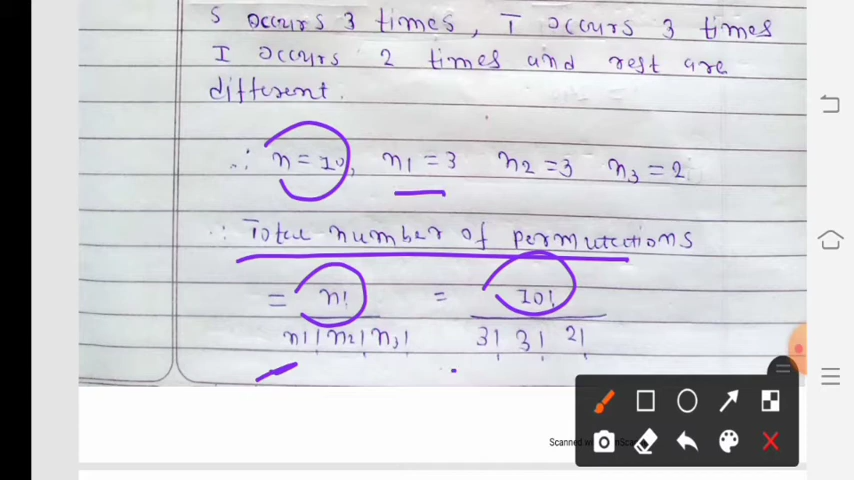 S occurs 3 times, T occurs 3 times
I occurs 2 times and rest are
different.
∴ n = 10, n1 = 3 n2 = 3 n3 = 2
∴ Total number of permutations
= n! / n1! n2! n3! = 10! / 3! 3! 2!
Scanned w